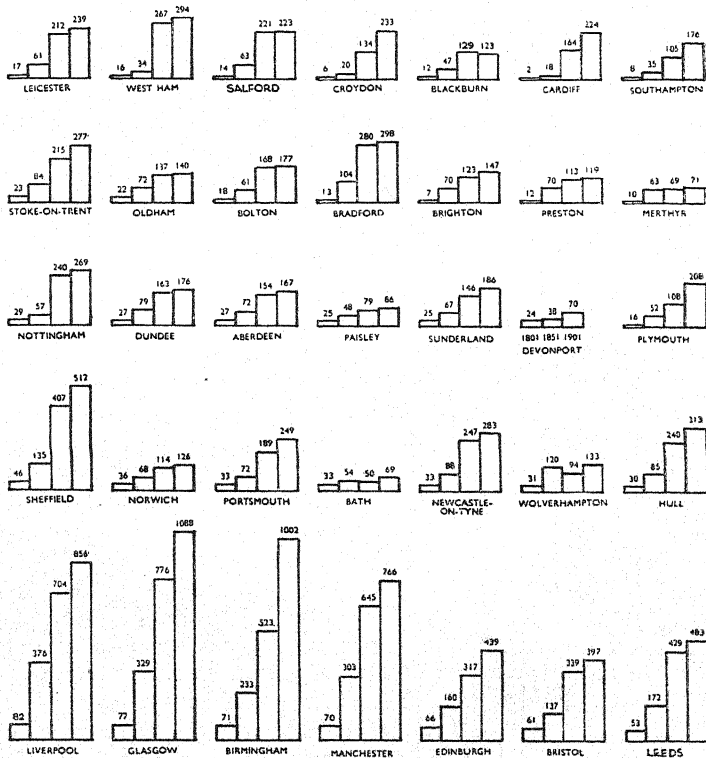 17 61 212 239
LEICESTER
16 34 267 294
WEST HAM
14 63 221 223
SALFORD
6 20 134 233
CROYDON
12 47 129 123
BLACKBURN
2 18 164 224
CARDIFF
8 35 105 176
SOUTHAMPTON
23 84 215 277
STOKE-ON-TRENT
22 72 137 140
OLDHAM
18 61 168 177
BOLTON
13 104 280 298
BRADFORD
7 70 123 147
BRIGHTON
12 70 113 119
PRESTON
10 63 69 71
MERTHYR
29 57 240 269
NOTTINGHAM
27 79 163 176
DUNDEE
27 72 154 167
ABERDEEN
25 48 79 86
PAISLEY
25 67 146 186
SUNDERLAND
24 38 70
1801 1851 1901
DEVONPORT
16 52 108 208
PLYMOUTH
46 135 407 512
SHEFFIELD
36 68 114 126
NORWICH
33 72 189 249
PORTSMOUTH
33 54 50 69
BATH
33 88 247 283
NEWCASTLE-
ON-TYNE
31 120 94 133
WOLVERHAMPTON
30 85 240 313
HULL
82 376 704 856
LIVERPOOL
77 329 776 1088
GLASGOW
71 233 523 1002
BIRMINGHAM
70 303 645 766
MANCHESTER
66 160 317 439
EDINBURGH
61 137 339 397
BRISTOL
53 172 429 483
LEEDS